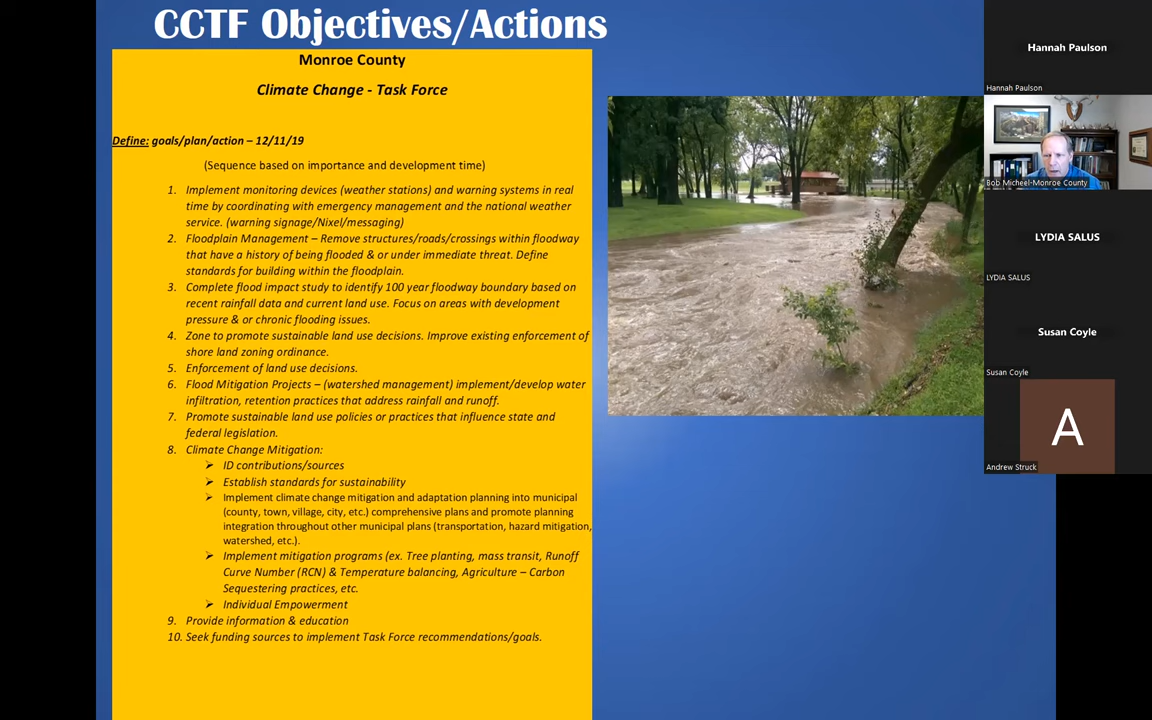 CCTF Objectives/Actions
Monroe County
Climate Change - Task Force
Define: goals/plan/action – 12/11/19
(Sequence based on importance and development time)
1. Implement monitoring devices (weather stations) and warning systems in real
time by coordinating with emergency management and the national weather
service. (warning signage/Nixel/messaging)
2. Floodplain Management – Remove structures/roads/crossings within floodway
that have a history of being flooded & or under immediate threat. Define
standards for building within the floodplain.
3. Complete flood impact study to identify 100 year floodway boundary based on
recent rainfall data and current land use. Focus on areas with development
pressure & or chronic flooding issues.
4. Zone to promote sustainable land use decisions. Improve existing enforcement of
shore land zoning ordinance.
5. Enforcement of land use decisions.
6. Flood Mitigation Projects – (watershed management) implement/develop water
infiltration, retention practices that address rainfall and runoff.
7. Promote sustainable land use policies or practices that influence state and
federal legislation.
8. Climate Change Mitigation:
➢ ID contributions/sources
➢ Establish standards for sustainability
➢ Implement climate change mitigation and adaptation planning into municipal
(county, town, village, city, etc.) comprehensive plans and promote planning
integration throughout other municipal plans (transportation, hazard mitigation,
watershed, etc.).
➢ Implement mitigation programs (ex. Tree planting, mass transit, Runoff
Curve Number (RCN) & Temperature balancing, Agriculture – Carbon
Sequestering practices, etc.
➢ Individual Empowerment
9. Provide information & education
10. Seek funding sources to implement Task Force recommendations/goals.
Hannah Paulson
Hannah Paulson
Bob Micheel-Monroe County
LYDIA SALUS
LYDIA SALUS
Susan Coyle
Susan Coyle
A
Andrew Struck